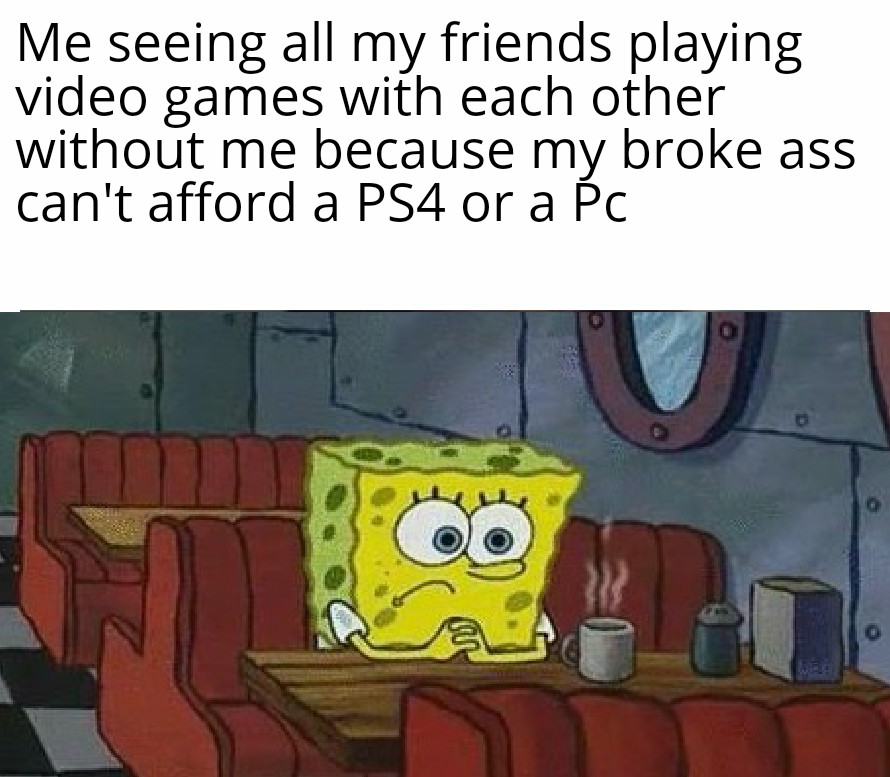 Me seeing all my friends playing
video games with each other
without me because my broke ass
can't afford a PS4 or a Pc